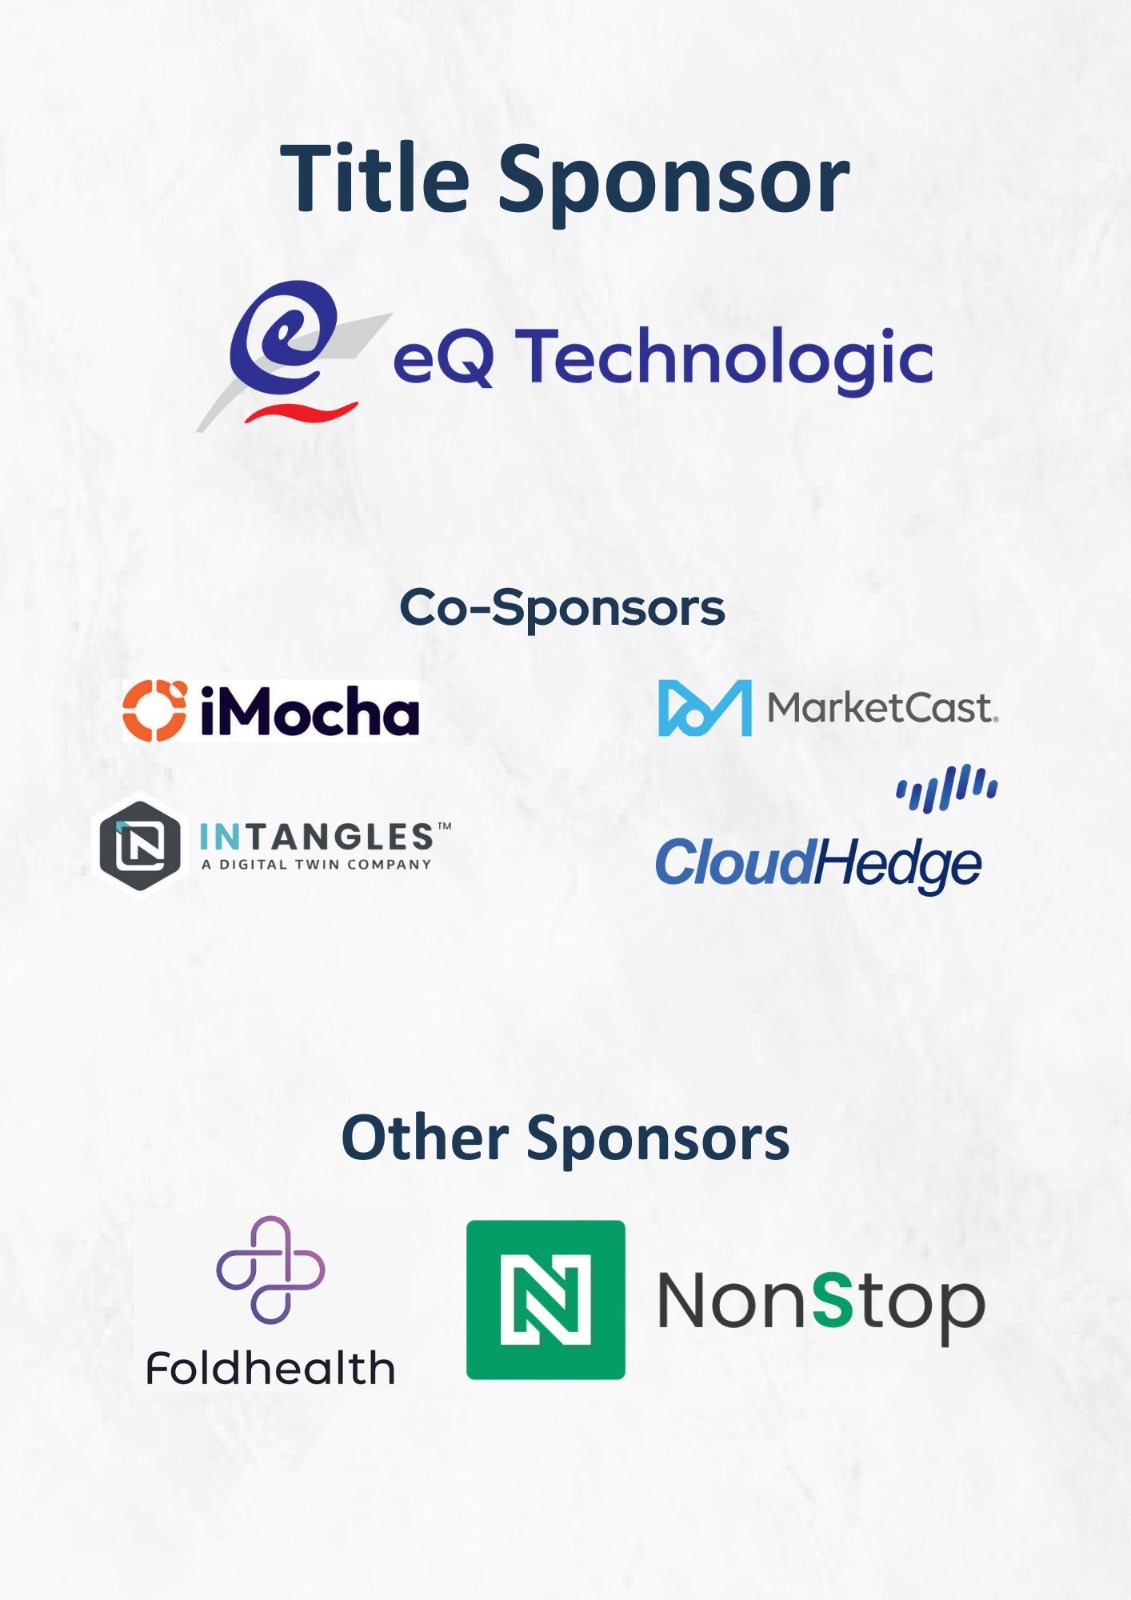 Title Sponsor
eQ Technologic
Co-Sponsors
iMocha
MarketCast®
INTANGLES™
A DIGITAL TWIN COMPANY
CloudHedge
Other Sponsors
Foldhealth
N
NonStop